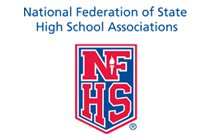 National Federation of State
High School Associations
NF
HS
®